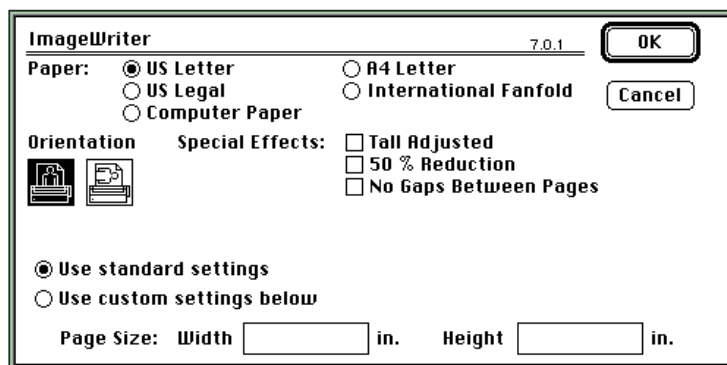 ImageWriter 7.0.1 OK
Paper: US Letter A4 Letter
US Legal International Fanfold Cancel
Computer Paper
Orientation Special Effects: Tall Adjusted
50 % Reduction
No Gaps Between Pages
Use standard settings
Use custom settings below
Page Size: Width in. Height in.